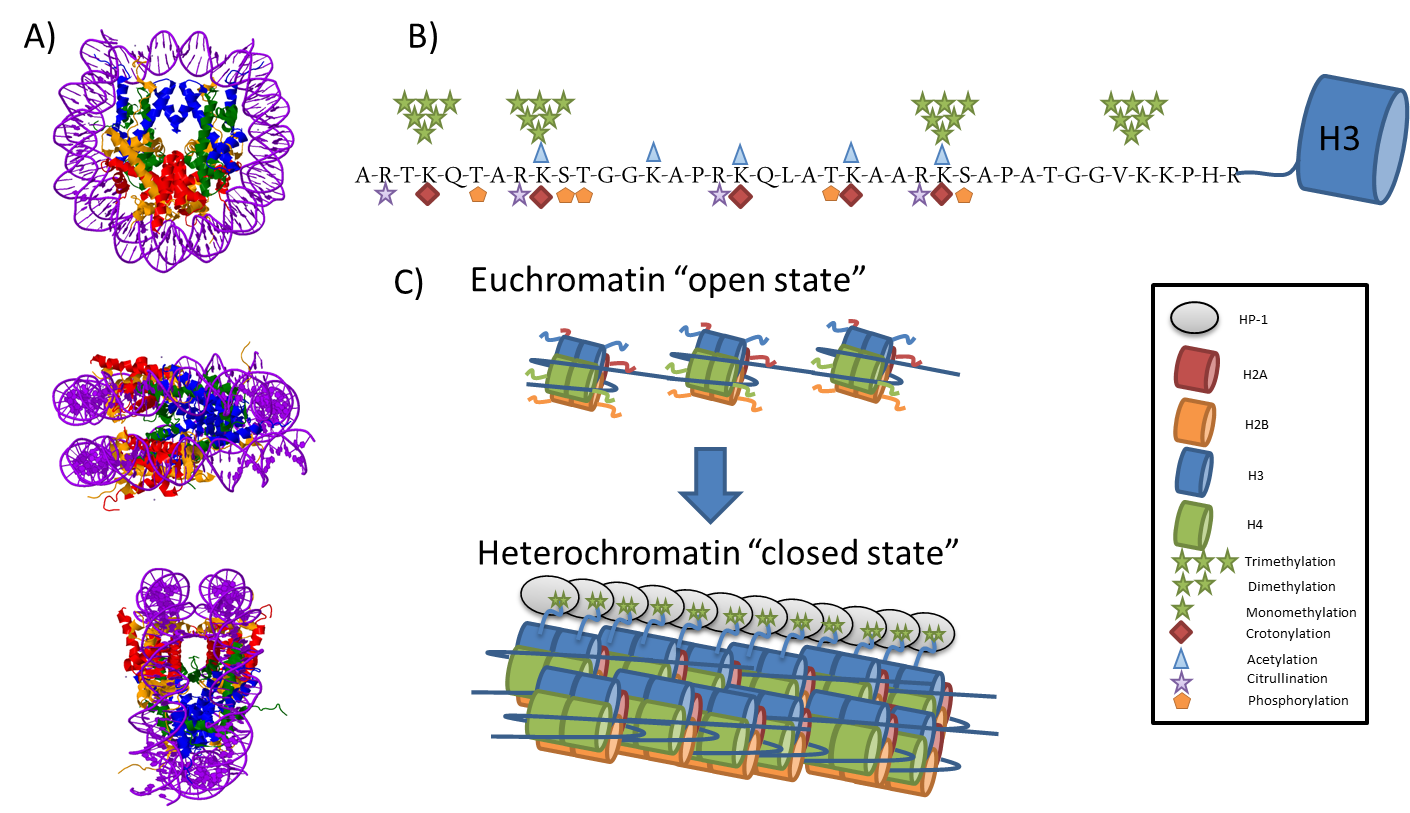 A)
B)
H3
A-R-T-K-Q-T-A-R-K-S-T-G-G-K-A-P-R-K-Q-L-A-T-K-A-A-R-K-S-A-P-A-T-G-G-V-K-K-P-H-R
C)
Euchromatin “open state”
Heterochromatin “closed state”
HP-1
H2A
H2B
H3
H4
Trimethylation
Dimethylation
Monomethylation
Crotonylation
Acetylation
Citrullination
Phosphorylation